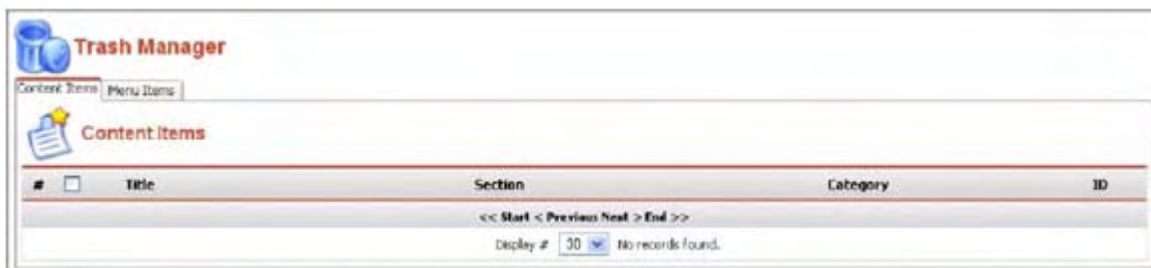 Trash Manager
Content Items Menu Items
Content Items
# Title Section Category ID
<< Start < Previous Next > End >>
Display # 30 No records found.